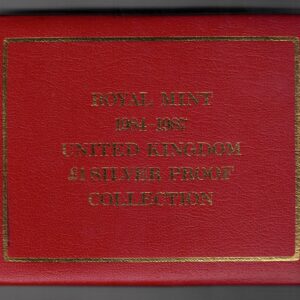 ROYAL MINT
1984-1987
UNITED KINGDOM
£1 SILVER PROOF
COLLECTION